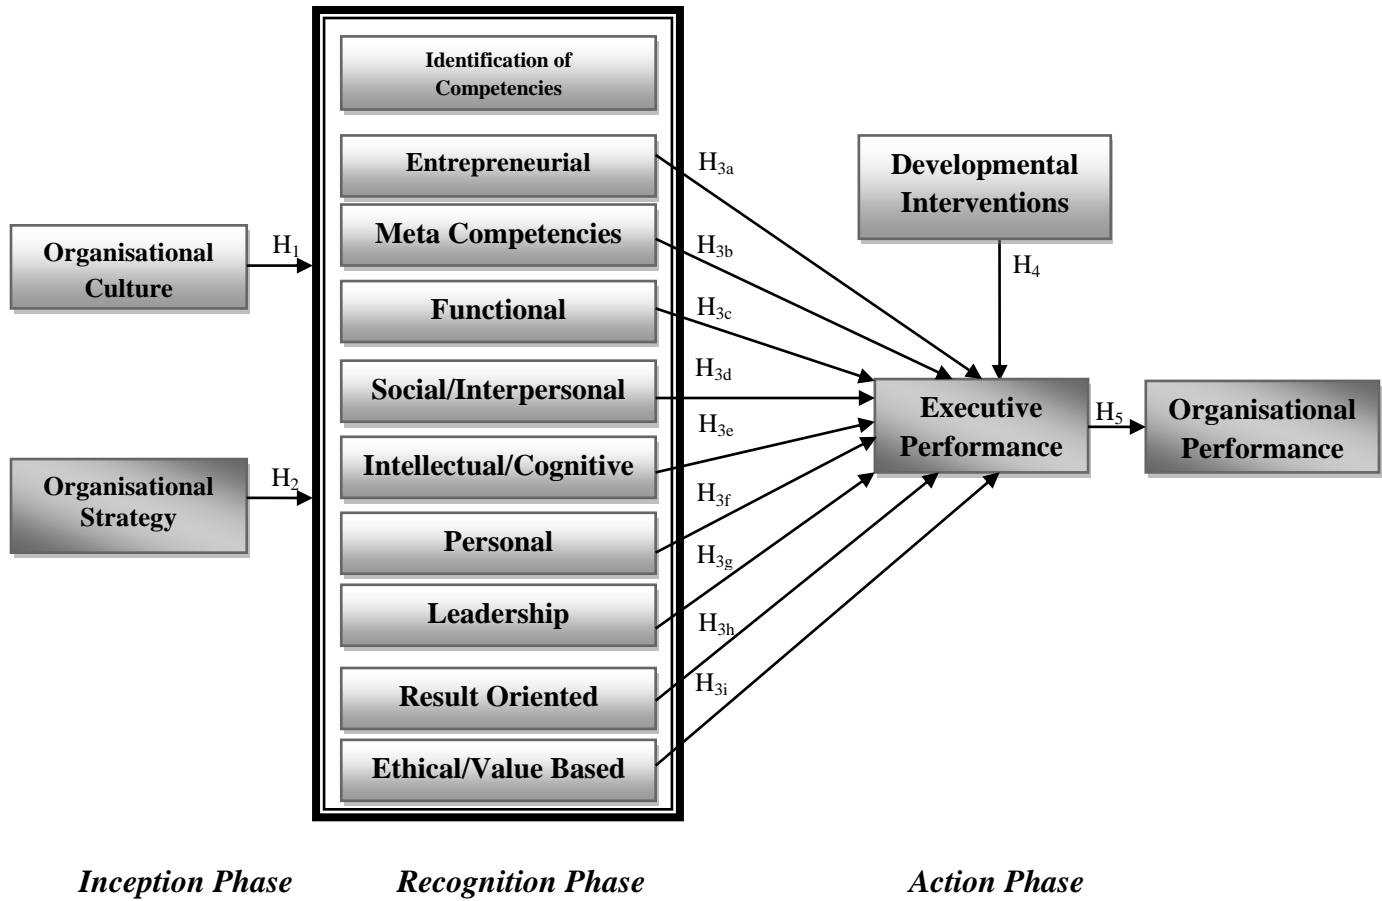 Identification of
Competencies
Entrepreneurial
H3a
Developmental
Interventions
Meta Competencies
H3b
Organisational
Culture
H1
H4
Functional
H3c
Social/Interpersonal
H3d
Executive
Performance
H5
Organisational
Performance
Intellectual/Cognitive
H3e
Organisational
Strategy
H2
Personal
H3f
Leadership
H3g
Result Oriented
H3h
Ethical/Value Based
H3i
Inception Phase
Recognition Phase
Action Phase